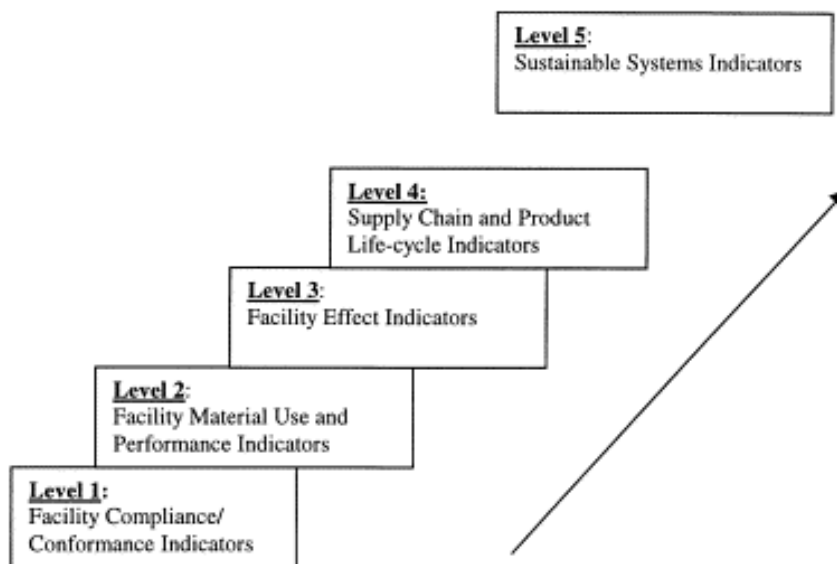 Level 5:
Sustainable Systems Indicators
Level 4:
Supply Chain and Product
Life-cycle Indicators
Level 3:
Facility Effect Indicators
Level 2:
Facility Material Use and
Performance Indicators
Level 1:
Facility Compliance/
Conformance Indicators